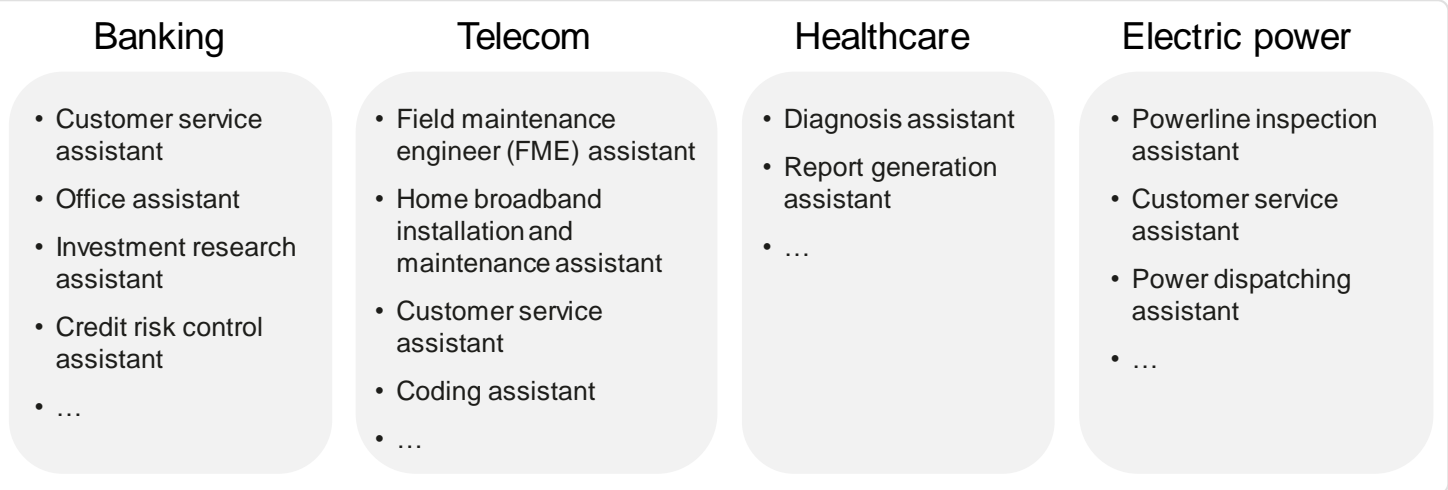 Banking
• Customer service
assistant
• Office assistant
• Investment research
assistant
• Credit risk control
assistant
• …
Telecom
• Field maintenance
engineer (FME) assistant
• Home broadband
installation and
maintenance assistant
• Customer service
assistant
• Coding assistant
• …
Healthcare
• Diagnosis assistant
• Report generation
assistant
• …
Electric power
• Powerline inspection
assistant
• Customer service
assistant
• Power dispatching
assistant
• …